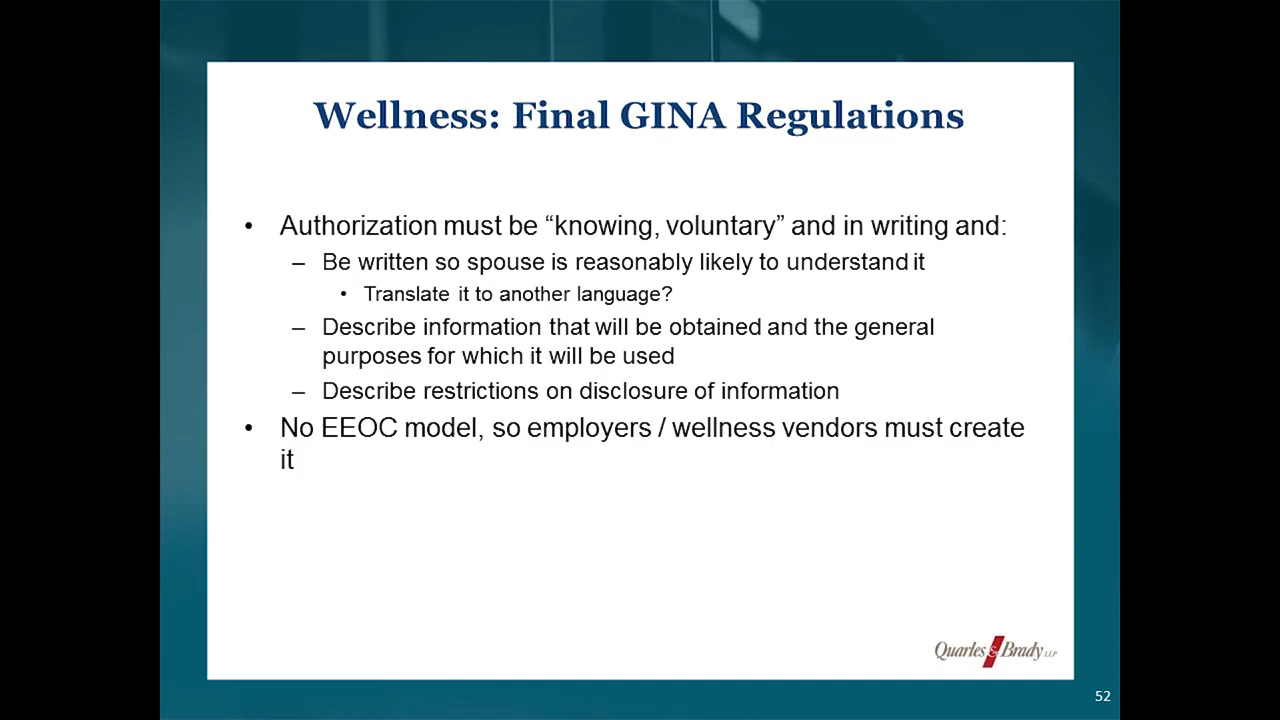 Wellness: Final GINA Regulations
• Authorization must be “knowing, voluntary” and in writing and:
– Be written so spouse is reasonably likely to understand it
• Translate it to another language?
– Describe information that will be obtained and the general
purposes for which it will be used
– Describe restrictions on disclosure of information
• No EEOC model, so employers / wellness vendors must create
it
Quarles & Brady LLP
52